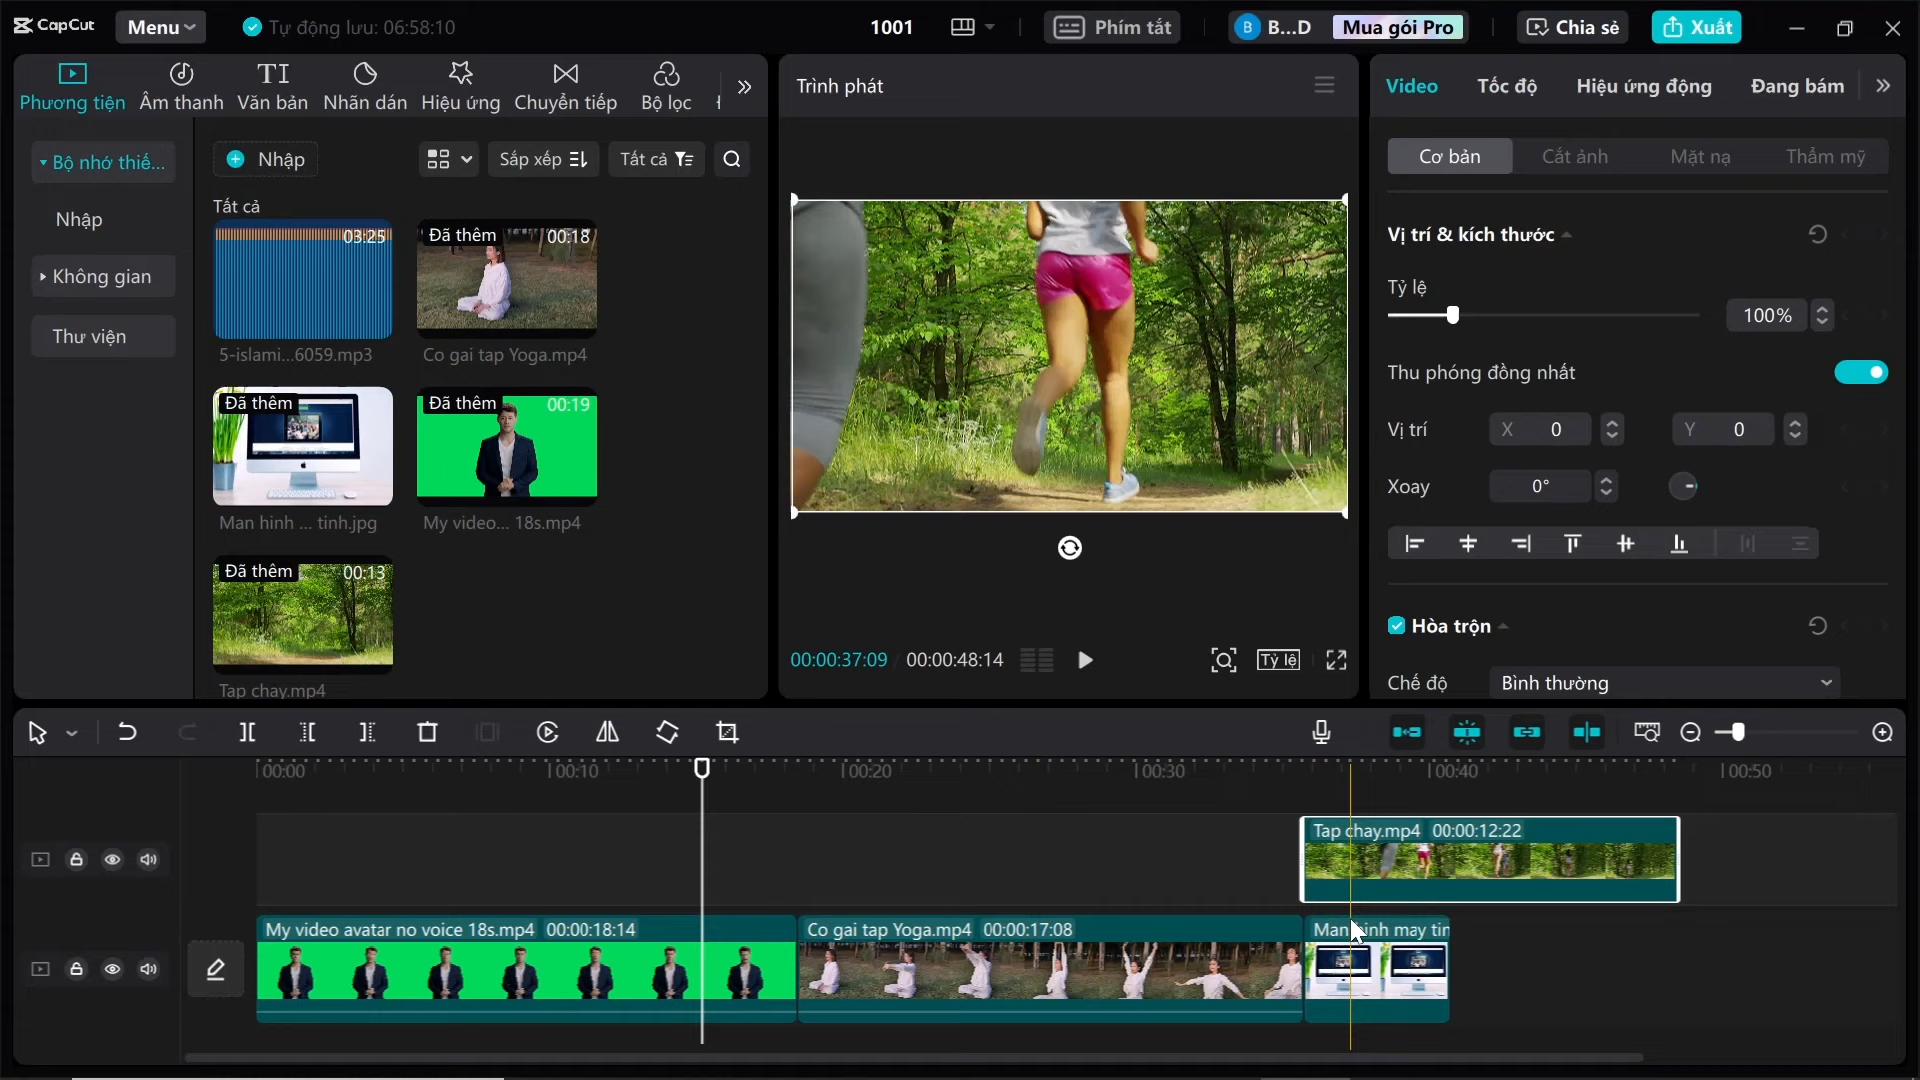 CapCut
Menu
Tự động lưu: 06:58:10
1001
Phím tắt
B
B...D
Mua gói Pro
Chia sẻ
Xuất
Phương tiện
Âm thanh
Văn bản
Nhãn dán
Hiệu ứng
Chuyển tiếp
Bộ lọc
Trình phát
Video
Tốc độ
Hiệu ứng động
Đang bám
Bộ nhớ thiế...
Nhập
Không gian
Thư viện
Nhập
Sắp xếp
Tất cả
Tất cả
03:25
5-islami...6059.mp3
Đã thêm
00:18
Co gai tap Yoga.mp4
Đã thêm
Man hinh ... tinh.jpg
Đã thêm
00:19
My video... 18s.mp4
Đã thêm
00:13
Tap chay.mp4
00:00:37:09
00:00:48:14
Tỷ lệ
Cơ bản
Cắt ảnh
Mặt nạ
Thẩm mỹ
Vị trí & kích thước
Tỷ lệ
100%
Thu phóng đồng nhất
Vị trí
X 0
Y 0
Xoay
0°
Hòa trộn
Chế độ
Bình thường
00:00
00:10
00:20
00:30
00:40
00:50
Tap chay.mp4 00:00:12:22
My video avatar no voice 18s.mp4 00:00:18:14
Co gai tap Yoga.mp4 00:00:17:08
Man hinh may tin